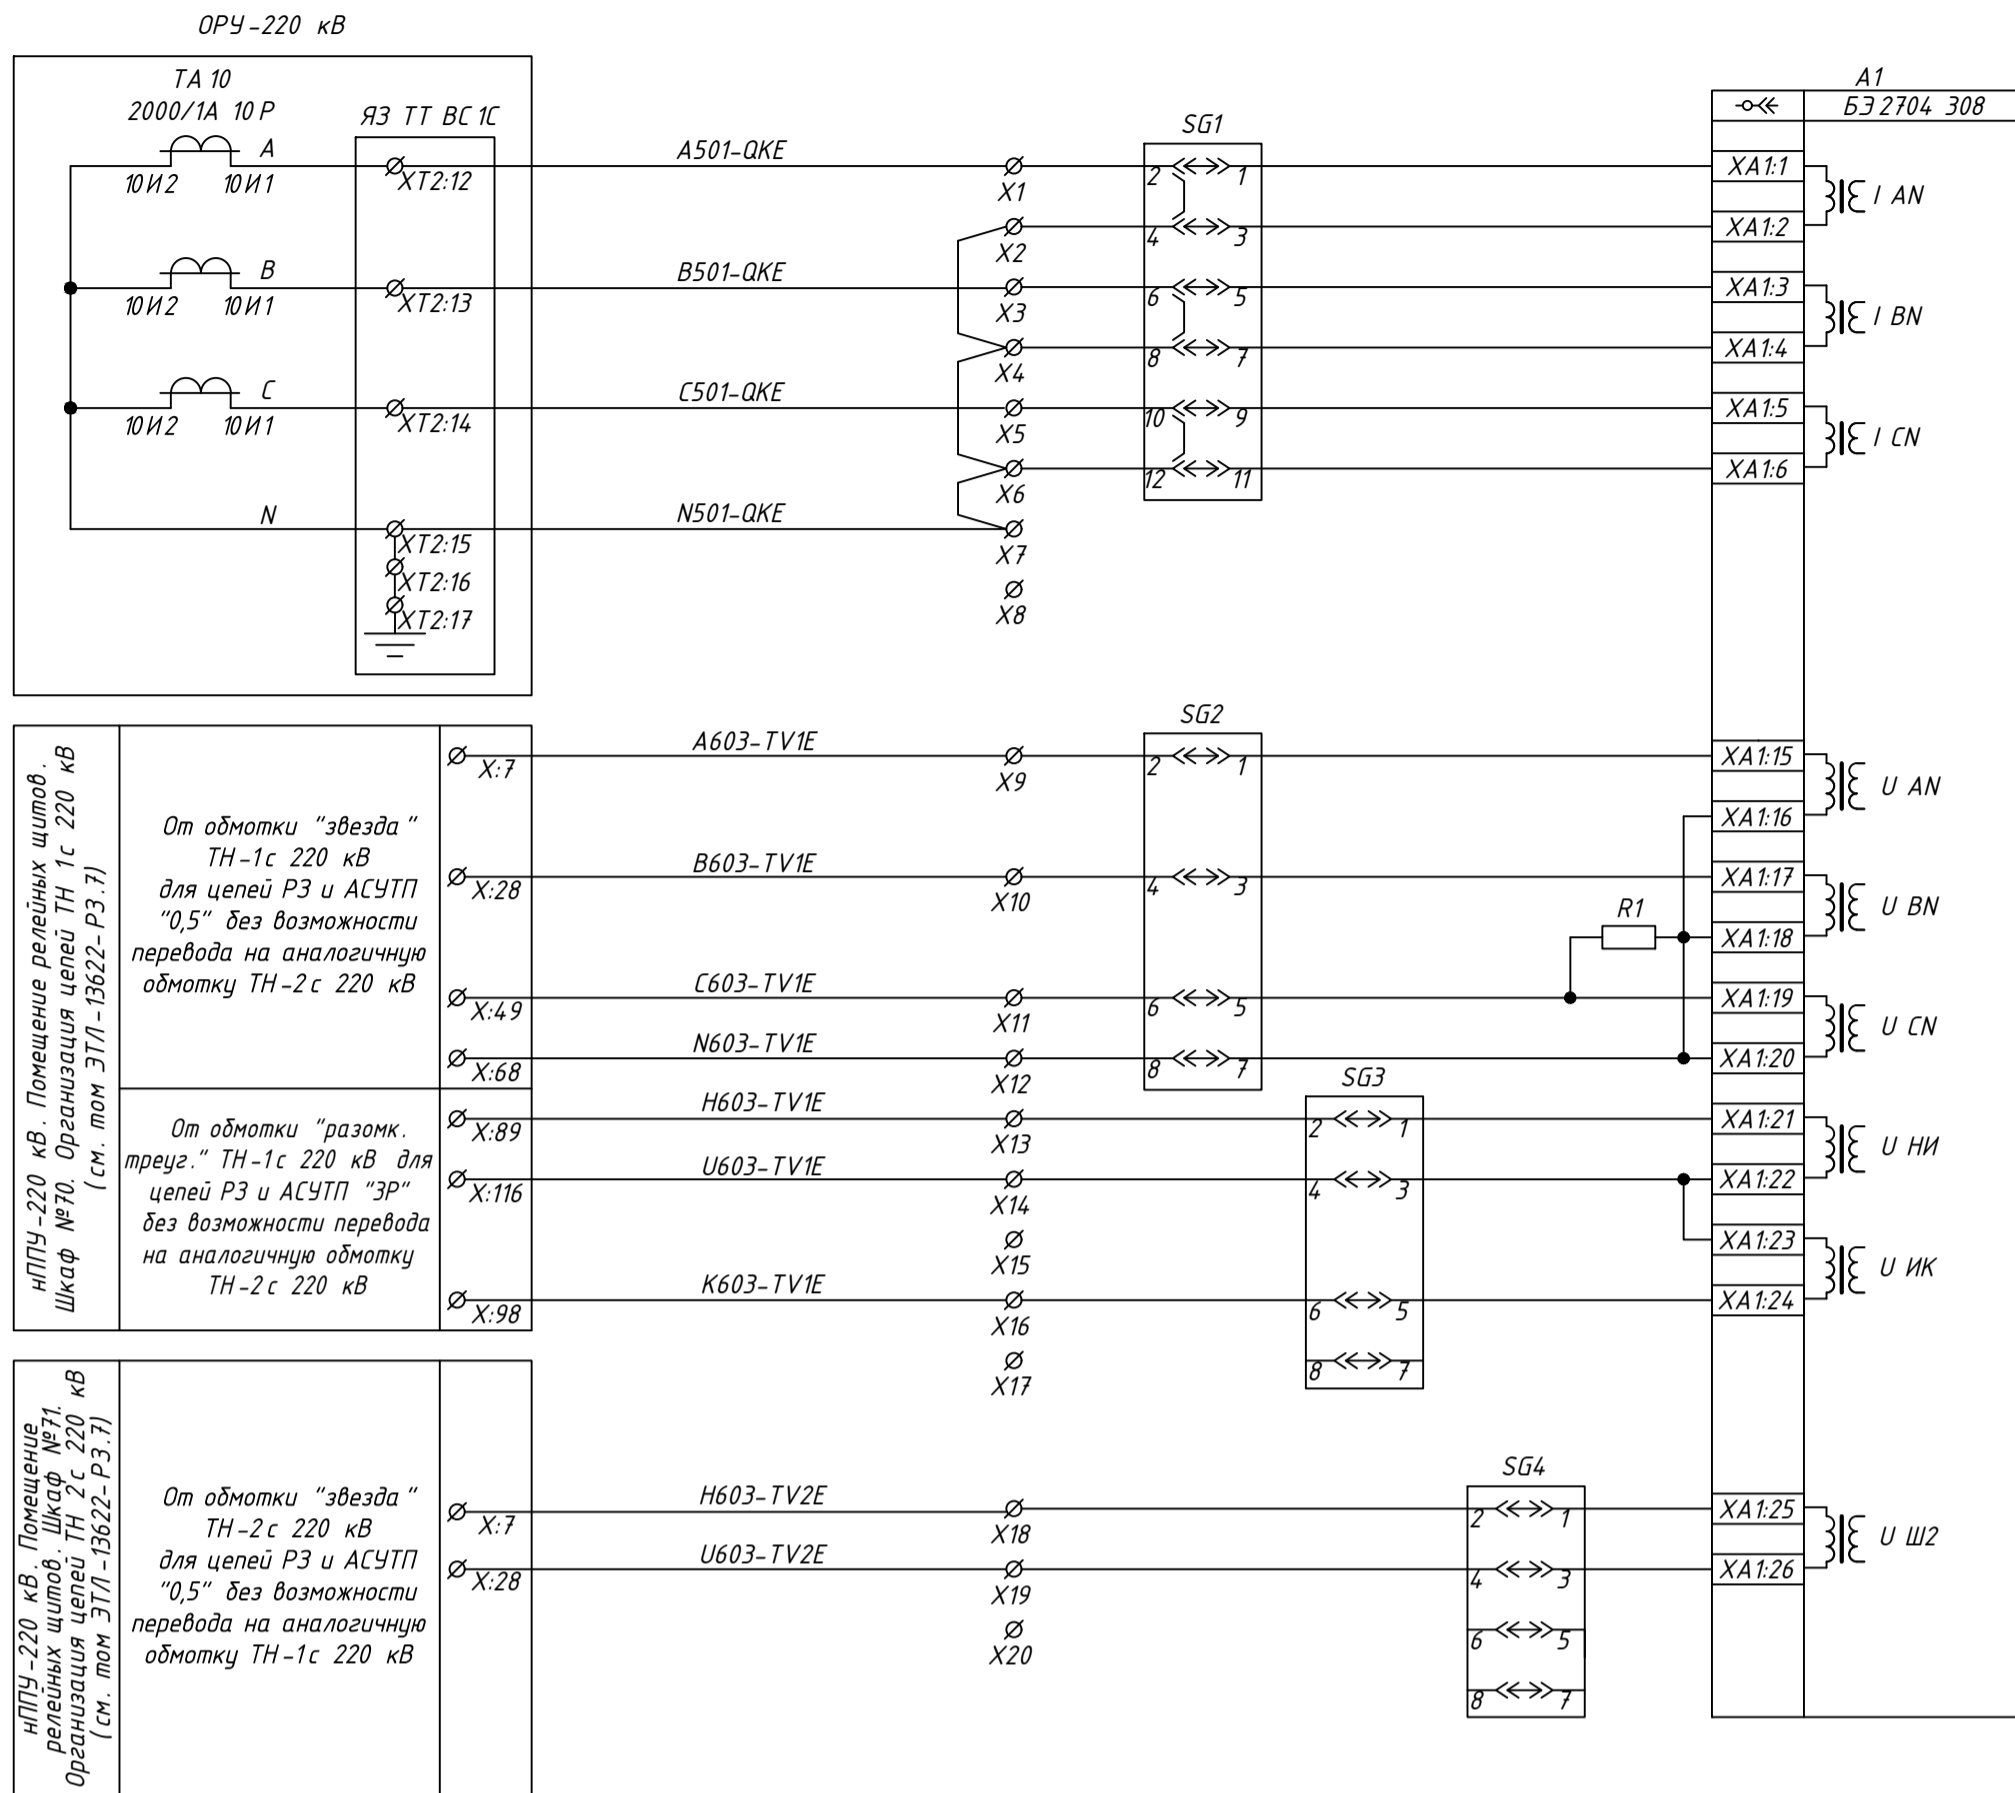 ОРУ-220 кВ
ТА 10
2000/1А 10 Р
ЯЗ ТТ ВС 1С
A
10И2 10И1
XT2:12
B
10И2 10И1
XT2:13
C
10И2 10И1
XT2:14
N
XT2:15
XT2:16
XT2:17
A501-QKE
B501-QKE
C501-QKE
N501-QKE
X1
X2
X3
X4
X5
X6
X7
X8
SG1
2 1
4 3
6 5
8 7
10 9
12 11
A1
БЭ 2704 308
XA1:1
XA1:2
I AN
XA1:3
XA1:4
I BN
XA1:5
XA1:6
I CN
нППУ-220 кВ. Помещение релейных щитов.
Шкаф №70. Организация цепей ТН 1с 220 кВ
(см. том ЭТЛ-13622-РЗ.7)
От обмотки "звезда"
ТН-1с 220 кВ
для цепей РЗ и АСУТП
"0,5" без возможности
перевода на аналогичную
обмотку ТН-2с 220 кВ
X:7
X:28
X:49
X:68
A603-TV1E
B603-TV1E
C603-TV1E
N603-TV1E
X9
X10
X11
X12
SG2
2 1
4 3
6 5
8 7
R1
XA1:15
XA1:16
U AN
XA1:17
XA1:18
U BN
XA1:19
XA1:20
U CN
От обмотки "разомк.
треуг." ТН-1с 220 кВ для
цепей РЗ и АСУТП "3Р"
без возможности перевода
на аналогичную обмотку
ТН-2с 220 кВ
X:89
X:116
X:98
H603-TV1E
U603-TV1E
K603-TV1E
X13
X14
X15
X16
X17
SG3
2 1
4 3
6 5
8 7
XA1:21
XA1:22
U НИ
XA1:23
XA1:24
U ИК
нППУ-220 кВ. Помещение
релейных щитов. Шкаф №71.
Организация цепей ТН 2с 220 кВ
(см. том ЭТЛ-13622-РЗ.7)
От обмотки "звезда"
ТН-2с 220 кВ
для цепей РЗ и АСУТП
"0,5" без возможности
перевода на аналогичную
обмотку ТН-1с 220 кВ
X:7
X:28
H603-TV2E
U603-TV2E
X18
X19
X20
SG4
2 1
4 3
6 5
8 7
XA1:25
XA1:26
U Ш2